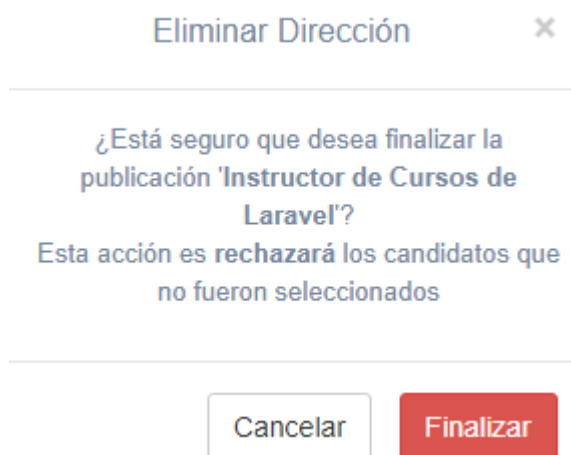 Eliminar Dirección ×
¿Está seguro que desea finalizar la
publicación 'Instructor de Cursos de
Laravel'?
Esta acción es rechazará los candidatos que
no fueron seleccionados
Cancelar Finalizar